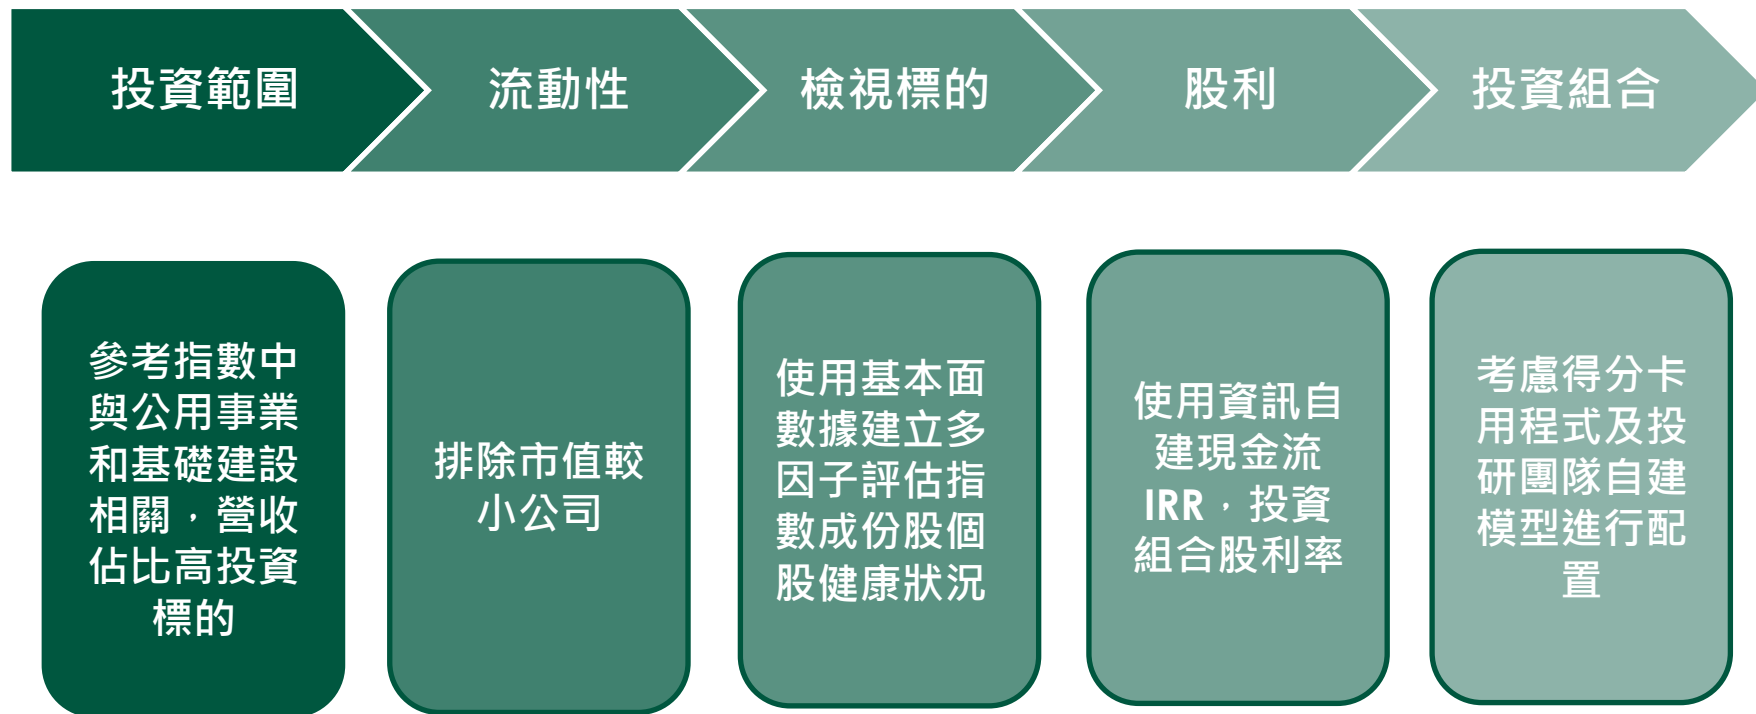 投資範圍
流動性
檢視標的
股利
投資組合
參考指數中
與公用事業
和基礎建設
相關，營收
佔比高投資
標的
排除市值較
小公司
使用基本面
數據建立多
因子評估指
數成份股個
股健康狀況
使用資訊自
建現金流
IRR，投資
組合股利率
考慮得分卡
用程式及投
研團隊自建
模型進行配
置